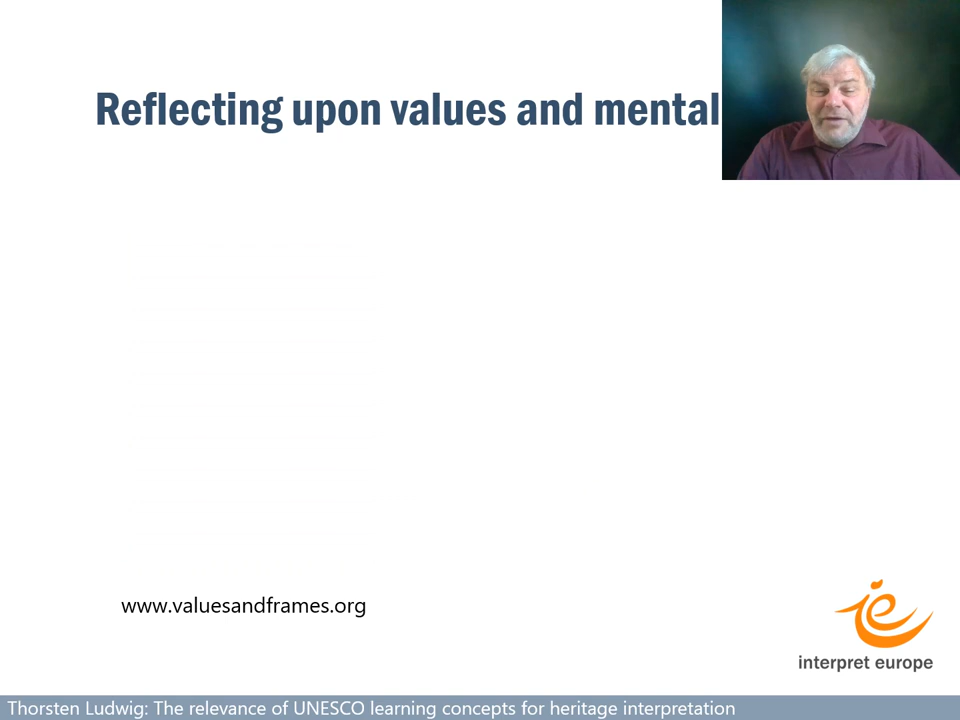 Reflecting upon values and mental
www.valuesandframes.org
interpret europe
Thorsten Ludwig: The relevance of UNESCO learning concepts for heritage interpretation